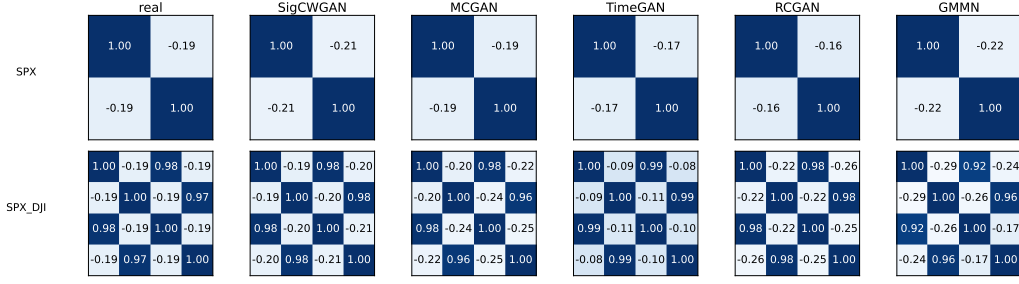 real SigCWGAN MCGAN TimeGAN RCGAN GMMN
1.00 -0.19 1.00 -0.21 1.00 -0.19 1.00 -0.17 1.00 -0.16 1.00 -0.22
SPX
-0.19 1.00 -0.21 1.00 -0.19 1.00 -0.17 1.00 -0.16 1.00 -0.22 1.00
1.00 -0.19 0.98 -0.19 1.00 -0.19 0.98 -0.20 1.00 -0.20 0.98 -0.22 1.00 -0.09 0.99 -0.08 1.00 -0.22 0.98 -0.26 1.00 -0.29 0.92 -0.24
-0.19 1.00 -0.19 0.97 -0.19 1.00 -0.20 0.98 -0.20 1.00 -0.24 0.96 -0.09 1.00 -0.11 0.99 -0.22 1.00 -0.22 0.98 -0.29 1.00 -0.26 0.96
SPX_DJI
0.98 -0.19 1.00 -0.19 0.98 -0.20 1.00 -0.21 0.98 -0.24 1.00 -0.25 0.99 -0.11 1.00 -0.10 0.98 -0.22 1.00 -0.25 0.92 -0.26 1.00 -0.17
-0.19 0.97 -0.19 1.00 -0.20 0.98 -0.21 1.00 -0.22 0.96 -0.25 1.00 -0.08 0.99 -0.10 1.00 -0.26 0.98 -0.25 1.00 -0.24 0.96 -0.17 1.00